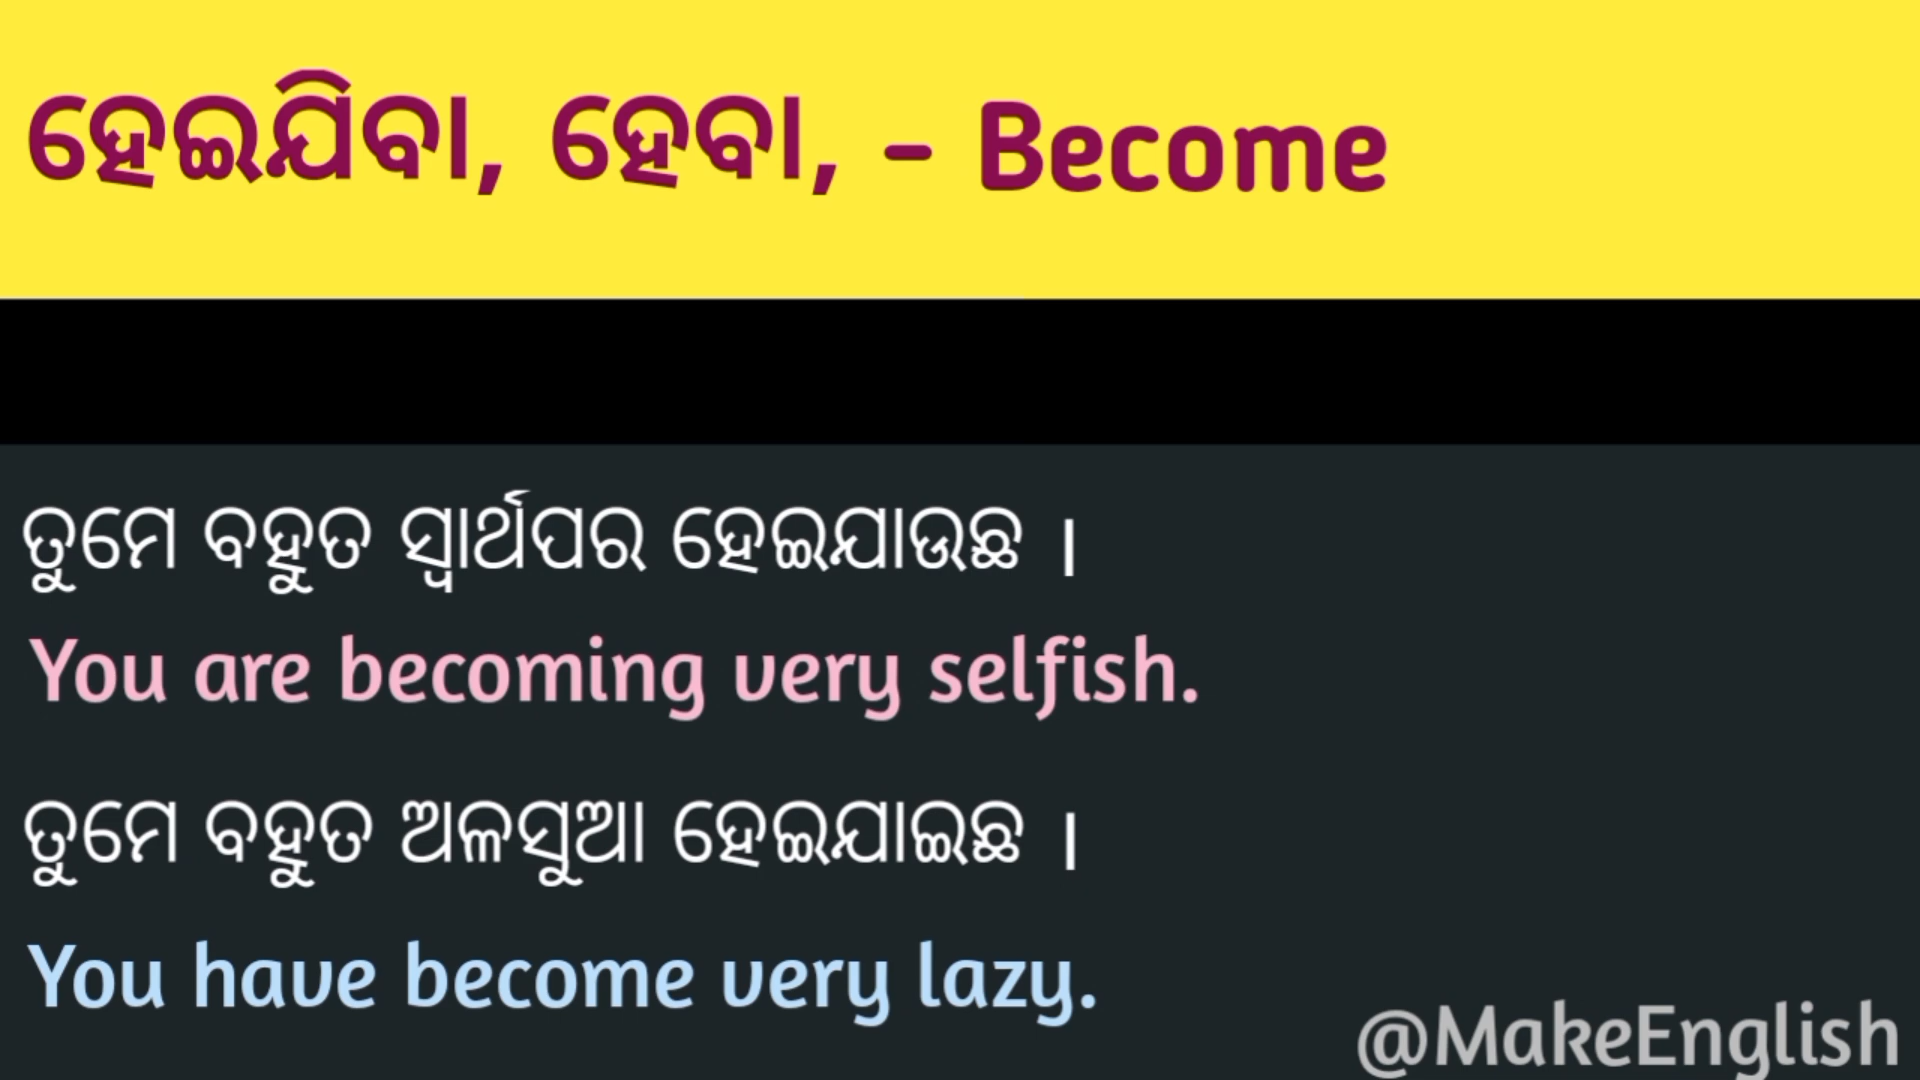 ହେଇଯିବା, ହେବା, - Become
ତୁମେ ବହୁତ ସ୍ୱାର୍ଥପର ହେଇଯାଉଛ |
You are becoming very selfish.
ତୁମେ ବହୁତ ଅଳସୁଆ ହେଇଯାଇଛ |
You have become very lazy.
@MakeEnglish